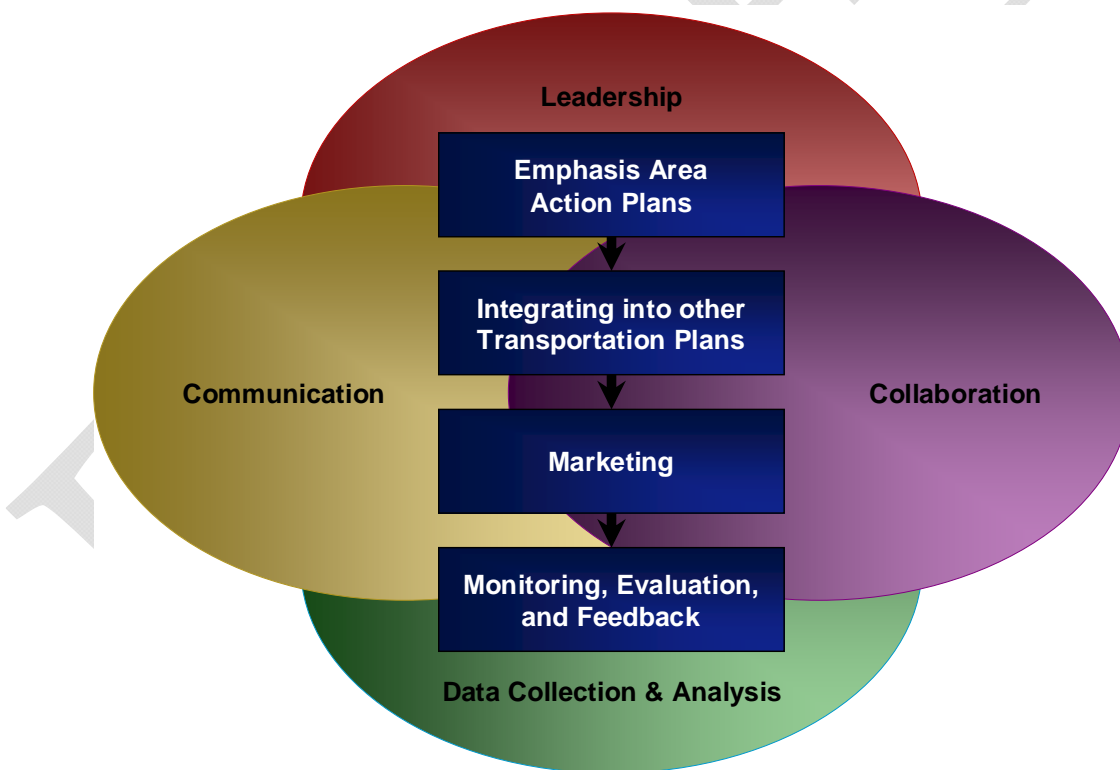 Leadership
Emphasis Area
Action Plans
Integrating into other
Transportation Plans
Communication
Collaboration
Marketing
Monitoring, Evaluation,
and Feedback
Data Collection & Analysis